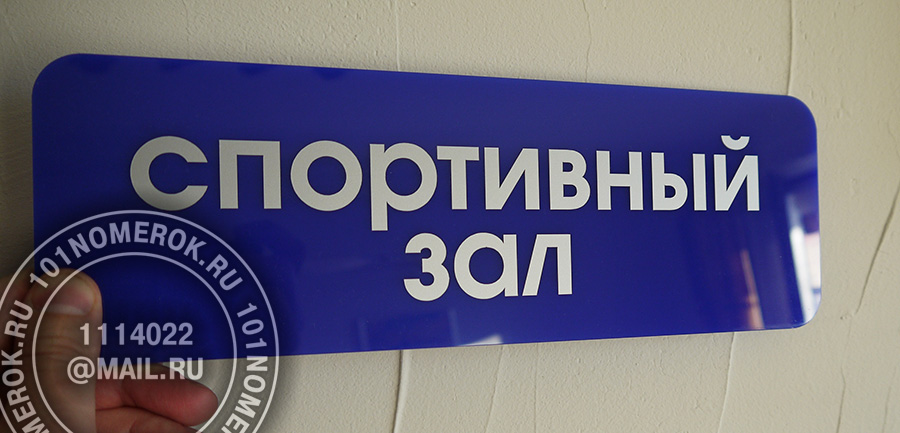 спортивный
зал
101NOMEROK.RU 101NOMEROK.RU
1114022
@MAIL.RU